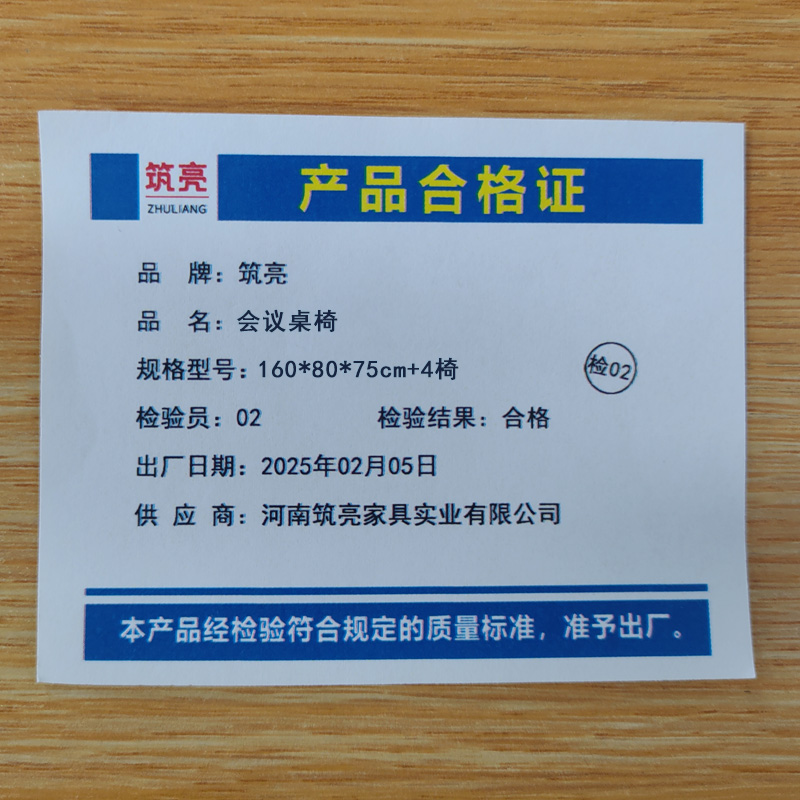 筑亮
ZHULIANG
产品合格证
品 牌：筑亮
品 名：会议桌椅
规格型号：160*80*75cm+4椅
检02
检验员：02 检验结果：合格
出厂日期：2025年02月05日
供 应 商：河南筑亮家具实业有限公司
本产品经检验符合规定的质量标准，准予出厂。